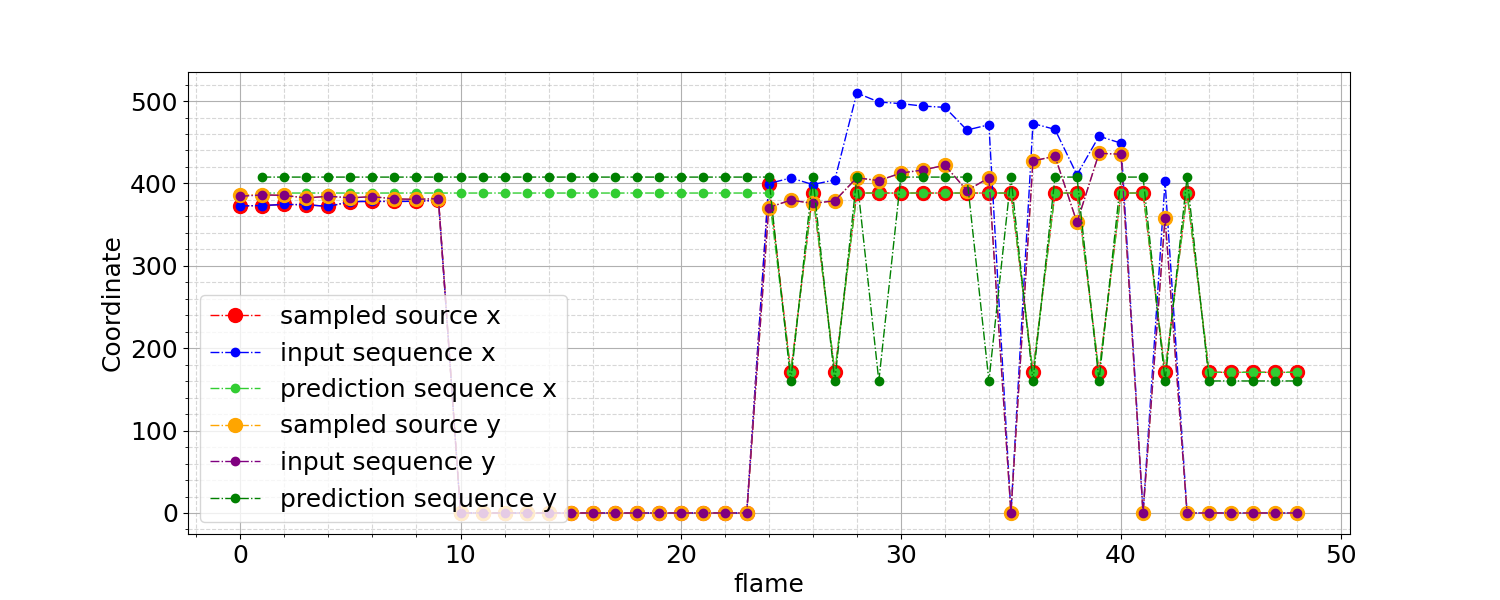 500
400
300
200
100
0
Coordinate
sampled source x
input sequence x
prediction sequence x
sampled source y
input sequence y
prediction sequence y
0 10 20 30 40 50
flame